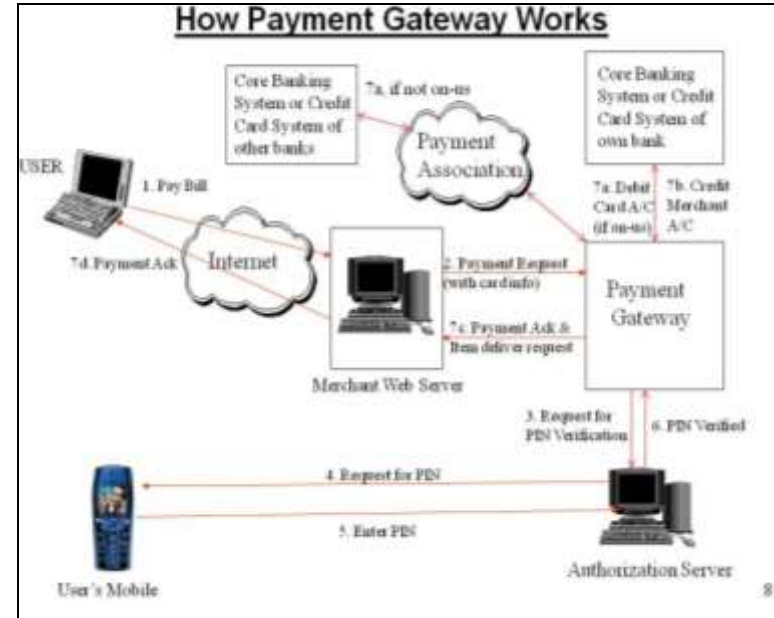 How Payment Gateway Works
Core Banking
System or Credit
Card System of
other banks
7a, if not on-us
Payment
Association
Core Banking
System or Credit
Card System of
own bank
USER
1. Pay Bill
7a. Debit
Card A/C
(if on-us)
7b. Credit
Merchant
A/C
7d. Payment Ack
Internet
2. Payment Request
(with card info)
Payment
Gateway
7c. Payment Ack &
Item deliver request
Merchant Web Server
3. Request for
PIN Verification
6. PIN Verified
4. Request for PIN
5. Enter PIN
User's Mobile
Authorization Server
8